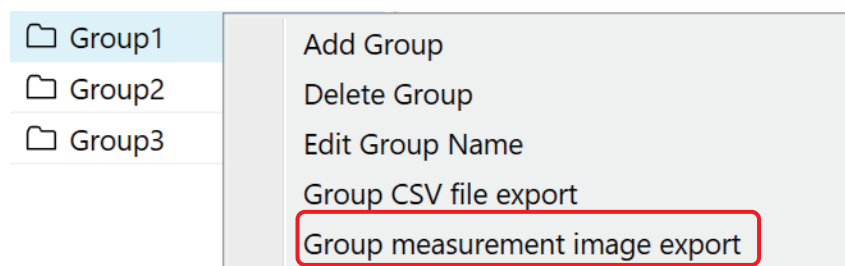 Group1
Group2
Group3
Add Group
Delete Group
Edit Group Name
Group CSV file export
Group measurement image export